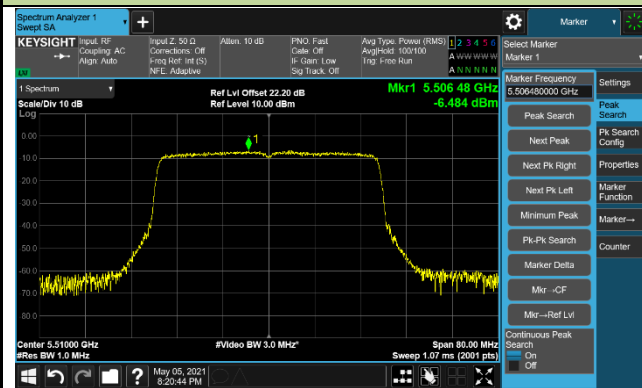 Spectrum Analyzer 1
Swept SA
Marker
KEYSIGHT
Input: RF
Coupling: AC
Align: Auto
Input Z: 50 Ω
Corrections: Off
Freq Ref: Int (S)
NFE: Adaptive
Atten: 10 dB
PNO: Fast
Gate: Off
IF Gain: Low
Sig Track: Off
Avg Type: Power (RMS)
Avg|Hold: 100/100
Trig: Free Run
1 2 3 4 5 6
A W W W W W
A N N N N N
Select Marker
Marker 1
Marker Frequency
5.506480000 GHz
Settings
Peak Search
Peak
Search
Next Peak
Pk Search
Config
Next Pk Right
Properties
Next Pk Left
Marker
Function
Minimum Peak
Marker→
Pk-Pk Search
Counter
Marker Delta
Mkr→CF
Mkr→Ref Lvl
Continuous Peak
Search
On
Off
1 Spectrum
Scale/Div 10 dB
Log
Ref Lvl Offset 22.20 dB
Ref Level 10.00 dBm
Mkr1 5.506 48 GHz
-6.484 dBm
1
0.00
-10.0
-20.0
-30.0
-40.0
-50.0
-60.0
-70.0
-80.0
Center 5.51000 GHz
#Res BW 1.0 MHz
#Video BW 3.0 MHz*
Span 80.00 MHz
Sweep 1.07 ms (2001 pts)
?
May 05, 2021
8:20:44 PM